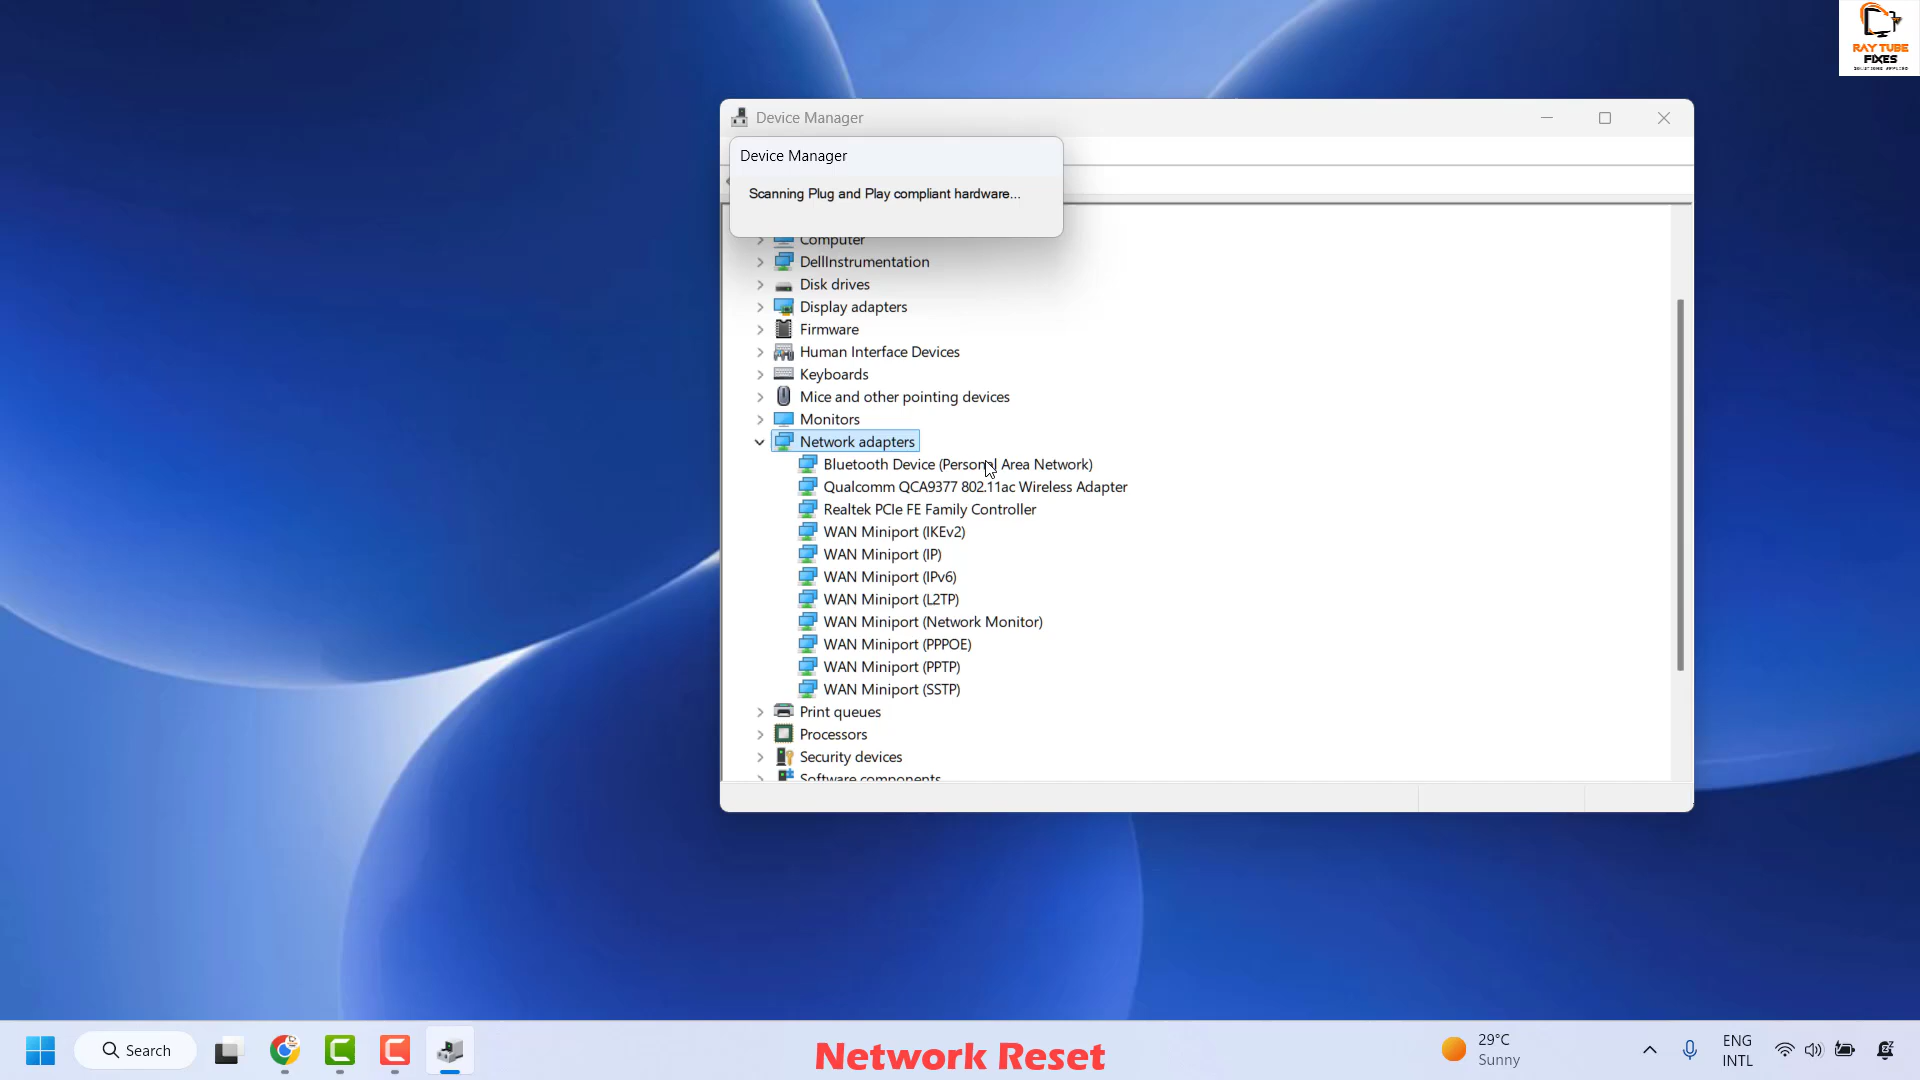 RAY TUBE
FIXES
Device Manager
Device Manager
Scanning Plug and Play compliant hardware...
Computer
DellInstrumentation
Disk drives
Display adapters
Firmware
Human Interface Devices
Keyboards
Mice and other pointing devices
Monitors
Network adapters
Bluetooth Device (Personal Area Network)
Qualcomm QCA9377 802.11ac Wireless Adapter
Realtek PCIe FE Family Controller
WAN Miniport (IKEv2)
WAN Miniport (IP)
WAN Miniport (IPv6)
WAN Miniport (L2TP)
WAN Miniport (Network Monitor)
WAN Miniport (PPPOE)
WAN Miniport (PPTP)
WAN Miniport (SSTP)
Print queues
Processors
Security devices
Software components
Search
Network Reset
29°C
Sunny
ENG
INTL